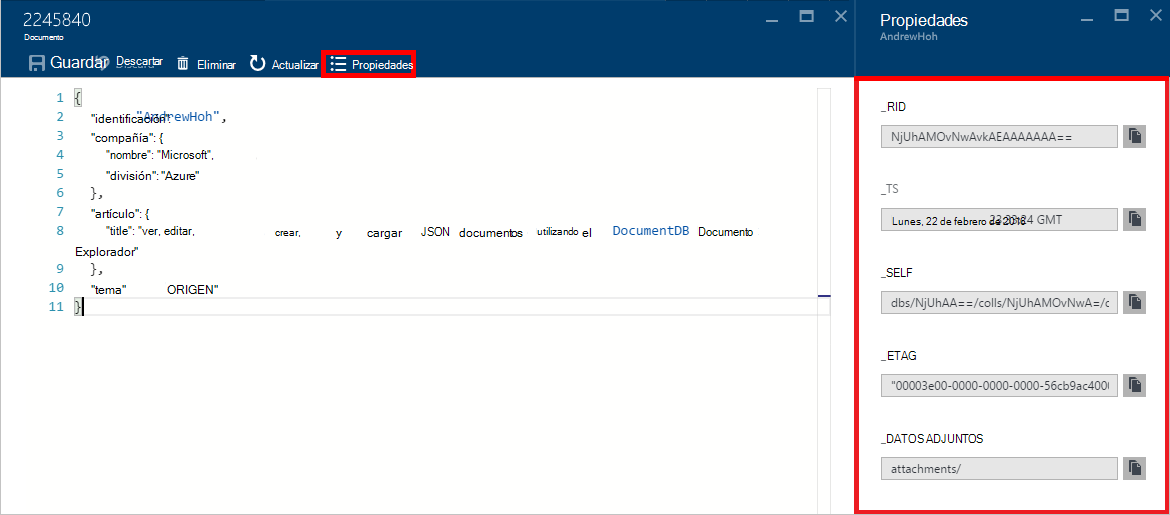 2245840
Documento
Guardar Descartar Eliminar Actualizar Propiedades
1 {
2 "identificación": "AndrewHoh",
3 "compañía": {
4 "nombre": "Microsoft",
5 "división": "Azure"
6 },
7 "artículo": {
8 "title": "ver, editar, crear, y cargar JSON documentos utilizando el DocumentDB Documento
Explorador"
9 },
10 "tema" ORIGEN"
11 }
Propiedades
AndrewHoh
_RID
NjUhAMOvNwAvkAEAAAAAAA==
_TS
Lunes, 22 de febrero de 2016 GMT
_SELF
dbs/NjUhAA==/colls/NjUhAMOvNwA=/c
_ETAG
"00003e00-0000-0000-0000-56cb9ac4000
_DATOS ADJUNTOS
attachments/